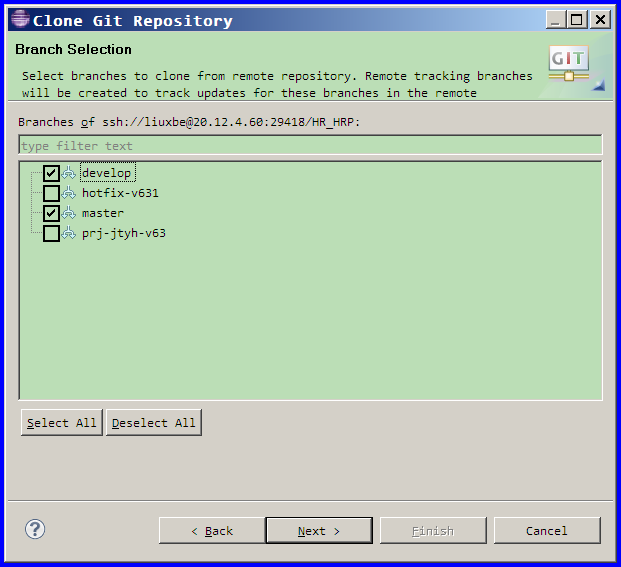 Clone Git Repository
Branch Selection
GIT
Select branches to clone from remote repository. Remote tracking branches
will be created to track updates for these branches in the remote
Branches of ssh://liuxbe@20.12.4.60:29418/HR_HRP:
type filter text
develop
hotfix-v631
master
prj-jtyh-v63
Select All Deselect All
? < Back Next > Finish Cancel